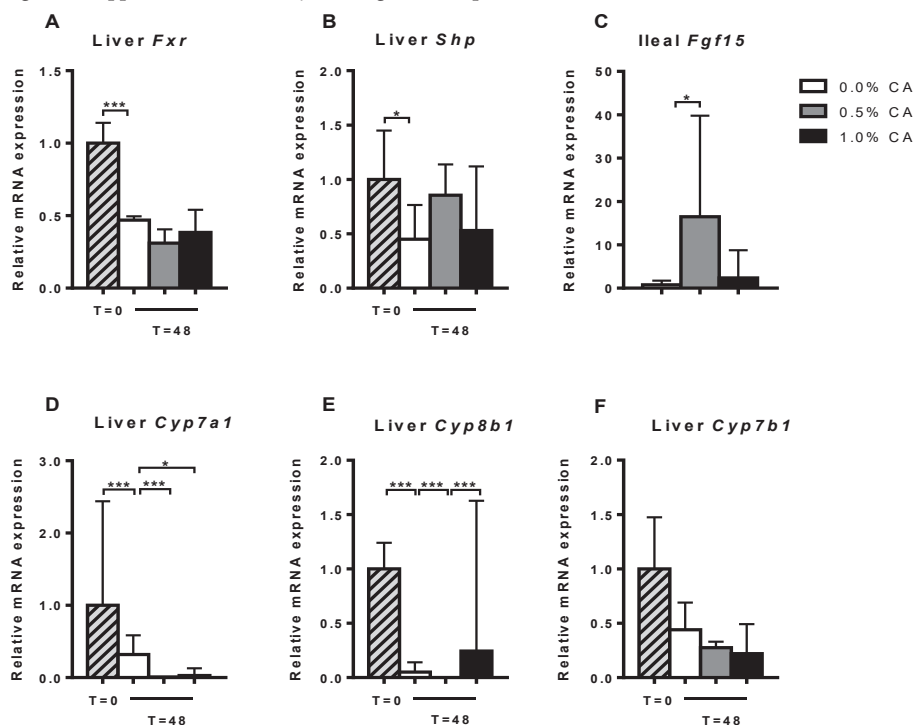 A
Liver Fxr
Relative mRNA expression
1.5
1.0
0.5
0.0
***
T=0
T=48
B
Liver Shp
Relative mRNA expression
2.0
1.5
1.0
0.5
0.0
*
T=0
T=48
C
Ileal Fgf15
Relative mRNA expression
50
40
30
20
10
0
*
0.0% CA
0.5% CA
1.0% CA
D
Liver Cyp7a1
Relative mRNA expression
3.0
2.0
1.0
0.0
*
*** ***
T=0
T=48
E
Liver Cyp8b1
Relative mRNA expression
2.0
1.5
1.0
0.5
0.0
*** *** ***
T=0
T=48
F
Liver Cyp7b1
Relative mRNA expression
2.0
1.5
1.0
0.5
0.0
T=0
T=48